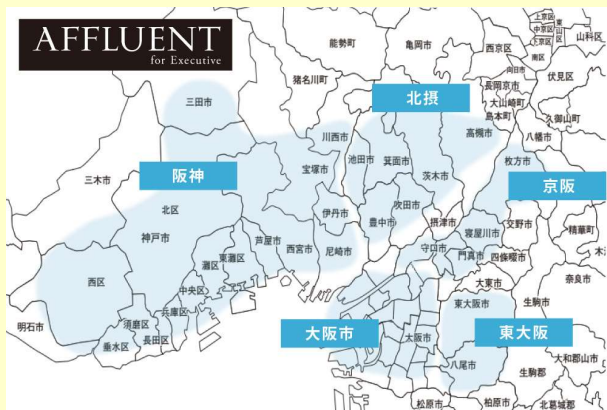 AFFLUENT
for Executive
能勢町
亀岡市
西京区
上京区
中京区
下京区
東山区
山科区
南区
向日市
伏見区
長岡京市
大山崎町
島本町
久御山町
八幡市
猪名川町
北摂
高槻市
三田市
川西市
池田市
箕面市
茨木市
枚方市
京阪
宝塚市
三木市
阪神
北区
神戸市
伊丹市
豊中市
吹田市
摂津市
寝屋川市
交野市
精華町
芦屋市
西宮市
尼崎市
守口市
門真市
四條畷市
東灘区
灘区
中央区
兵庫区
西区
大東市
奈良市
生駒市
明石市
須磨区
長田区
垂水区
大阪市
大阪市
東大阪市
東大阪
八尾市
生駒郡
大和郡山市
松原市
柏原市
北葛城郡